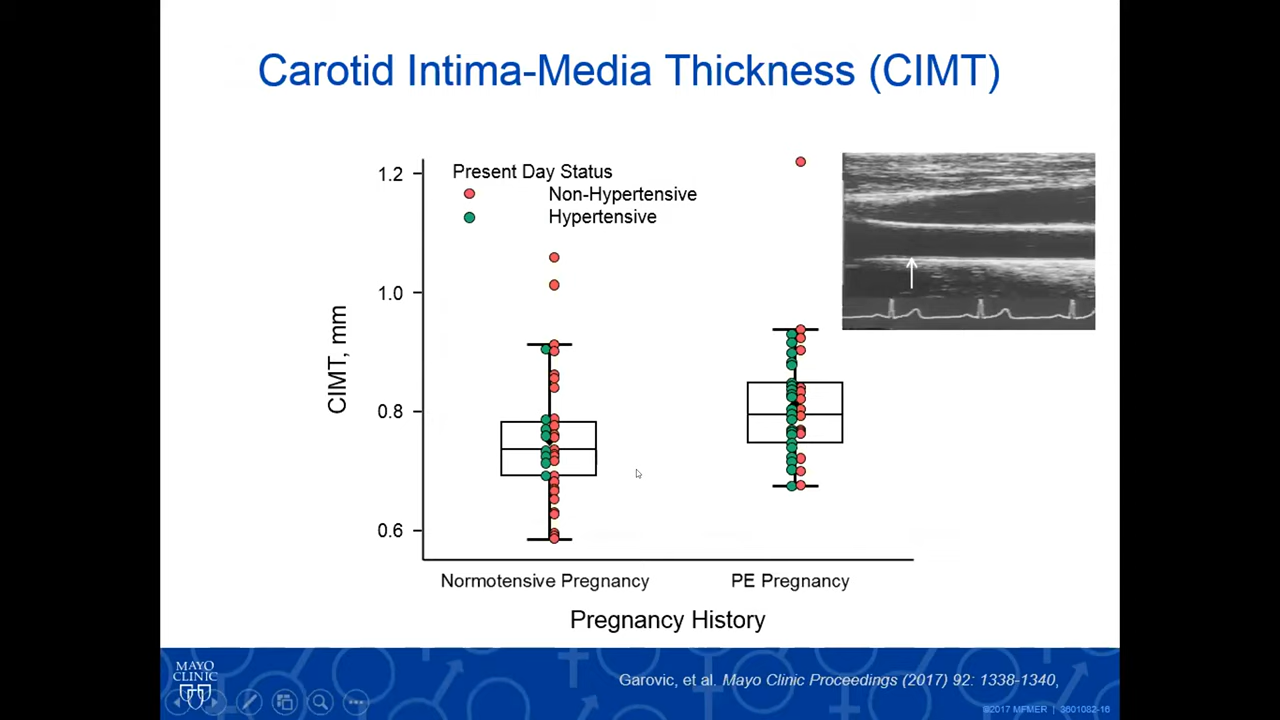 Carotid Intima-Media Thickness (CIMT)
Present Day Status
Non-Hypertensive
Hypertensive
1.2
1.0
0.8
0.6
CIMT, mm
Normotensive Pregnancy
PE Pregnancy
Pregnancy History
MAYO
CLINIC
Garovic, et al. Mayo Clinic Proceedings (2017) 92: 1338-1340,
©2017 MFMER | 3601082-16